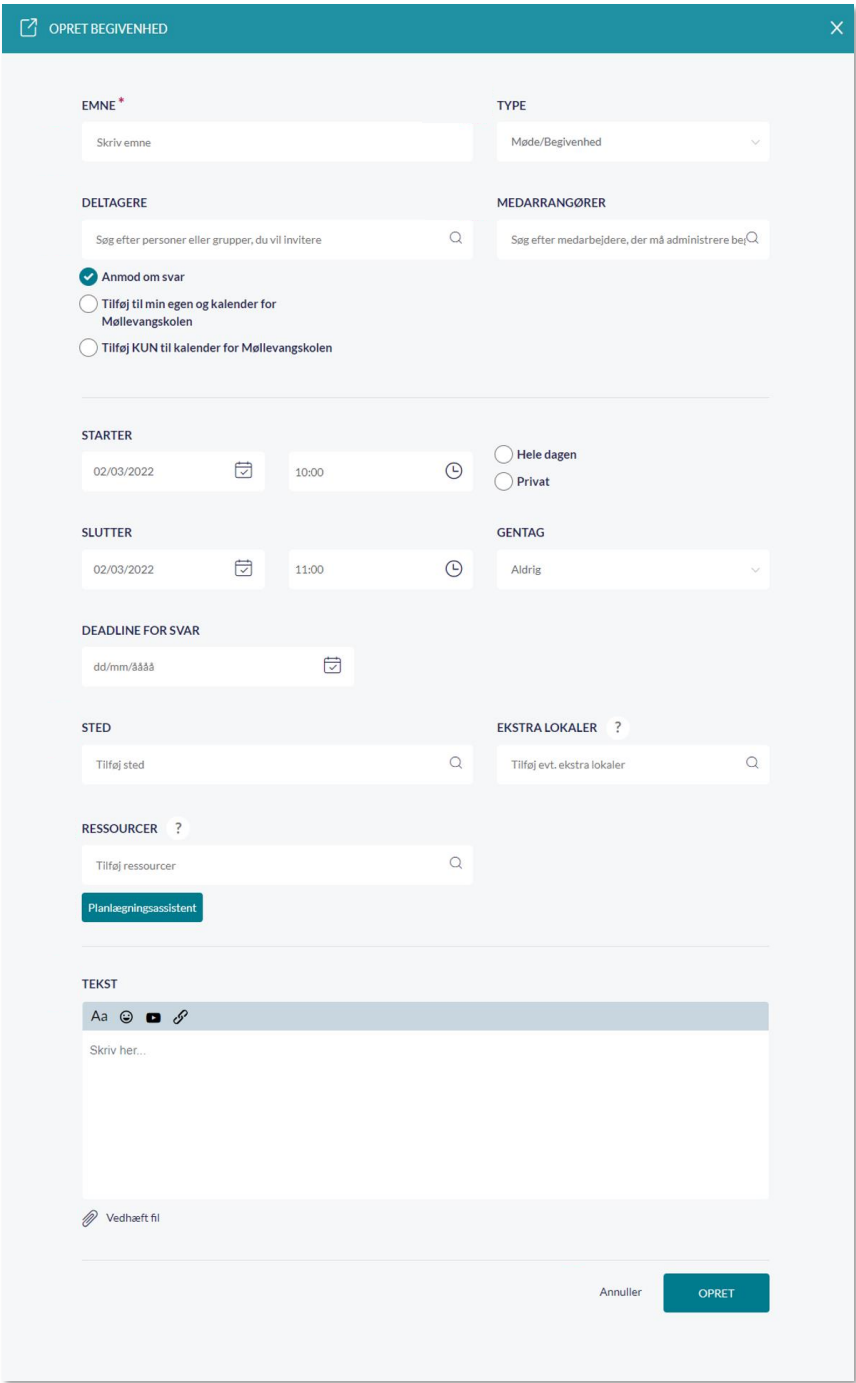 OPRET BEGIVENHED
EMNE *
TYPE
Skriv emne
Møde/Begivenhed
DELTAGERE
MEDARRANGØRER
Søg efter personer eller grupper, du vil invitere
Søg efter medarbejdere, der må administrere be
Anmod om svar
Tilføj til min egen og kalender for
Møllevangskolen
Tilføj KUN til kalender for Møllevangskolen
STARTER
02/03/2022
10:00
Hele dagen
Privat
SLUTTER
GENTAG
02/03/2022
11:00
Aldrig
DEADLINE FOR SVAR
dd/mm/åååå
STED
EKSTRA LOKALER ?
Tilføj sted
Tilføj evt. ekstra lokaler
RESSOURCER ?
Tilføj ressourcer
Planlægningsassistent
TEKST
Aa
Skriv her...
Vedhæft fil
Annuller
OPRET